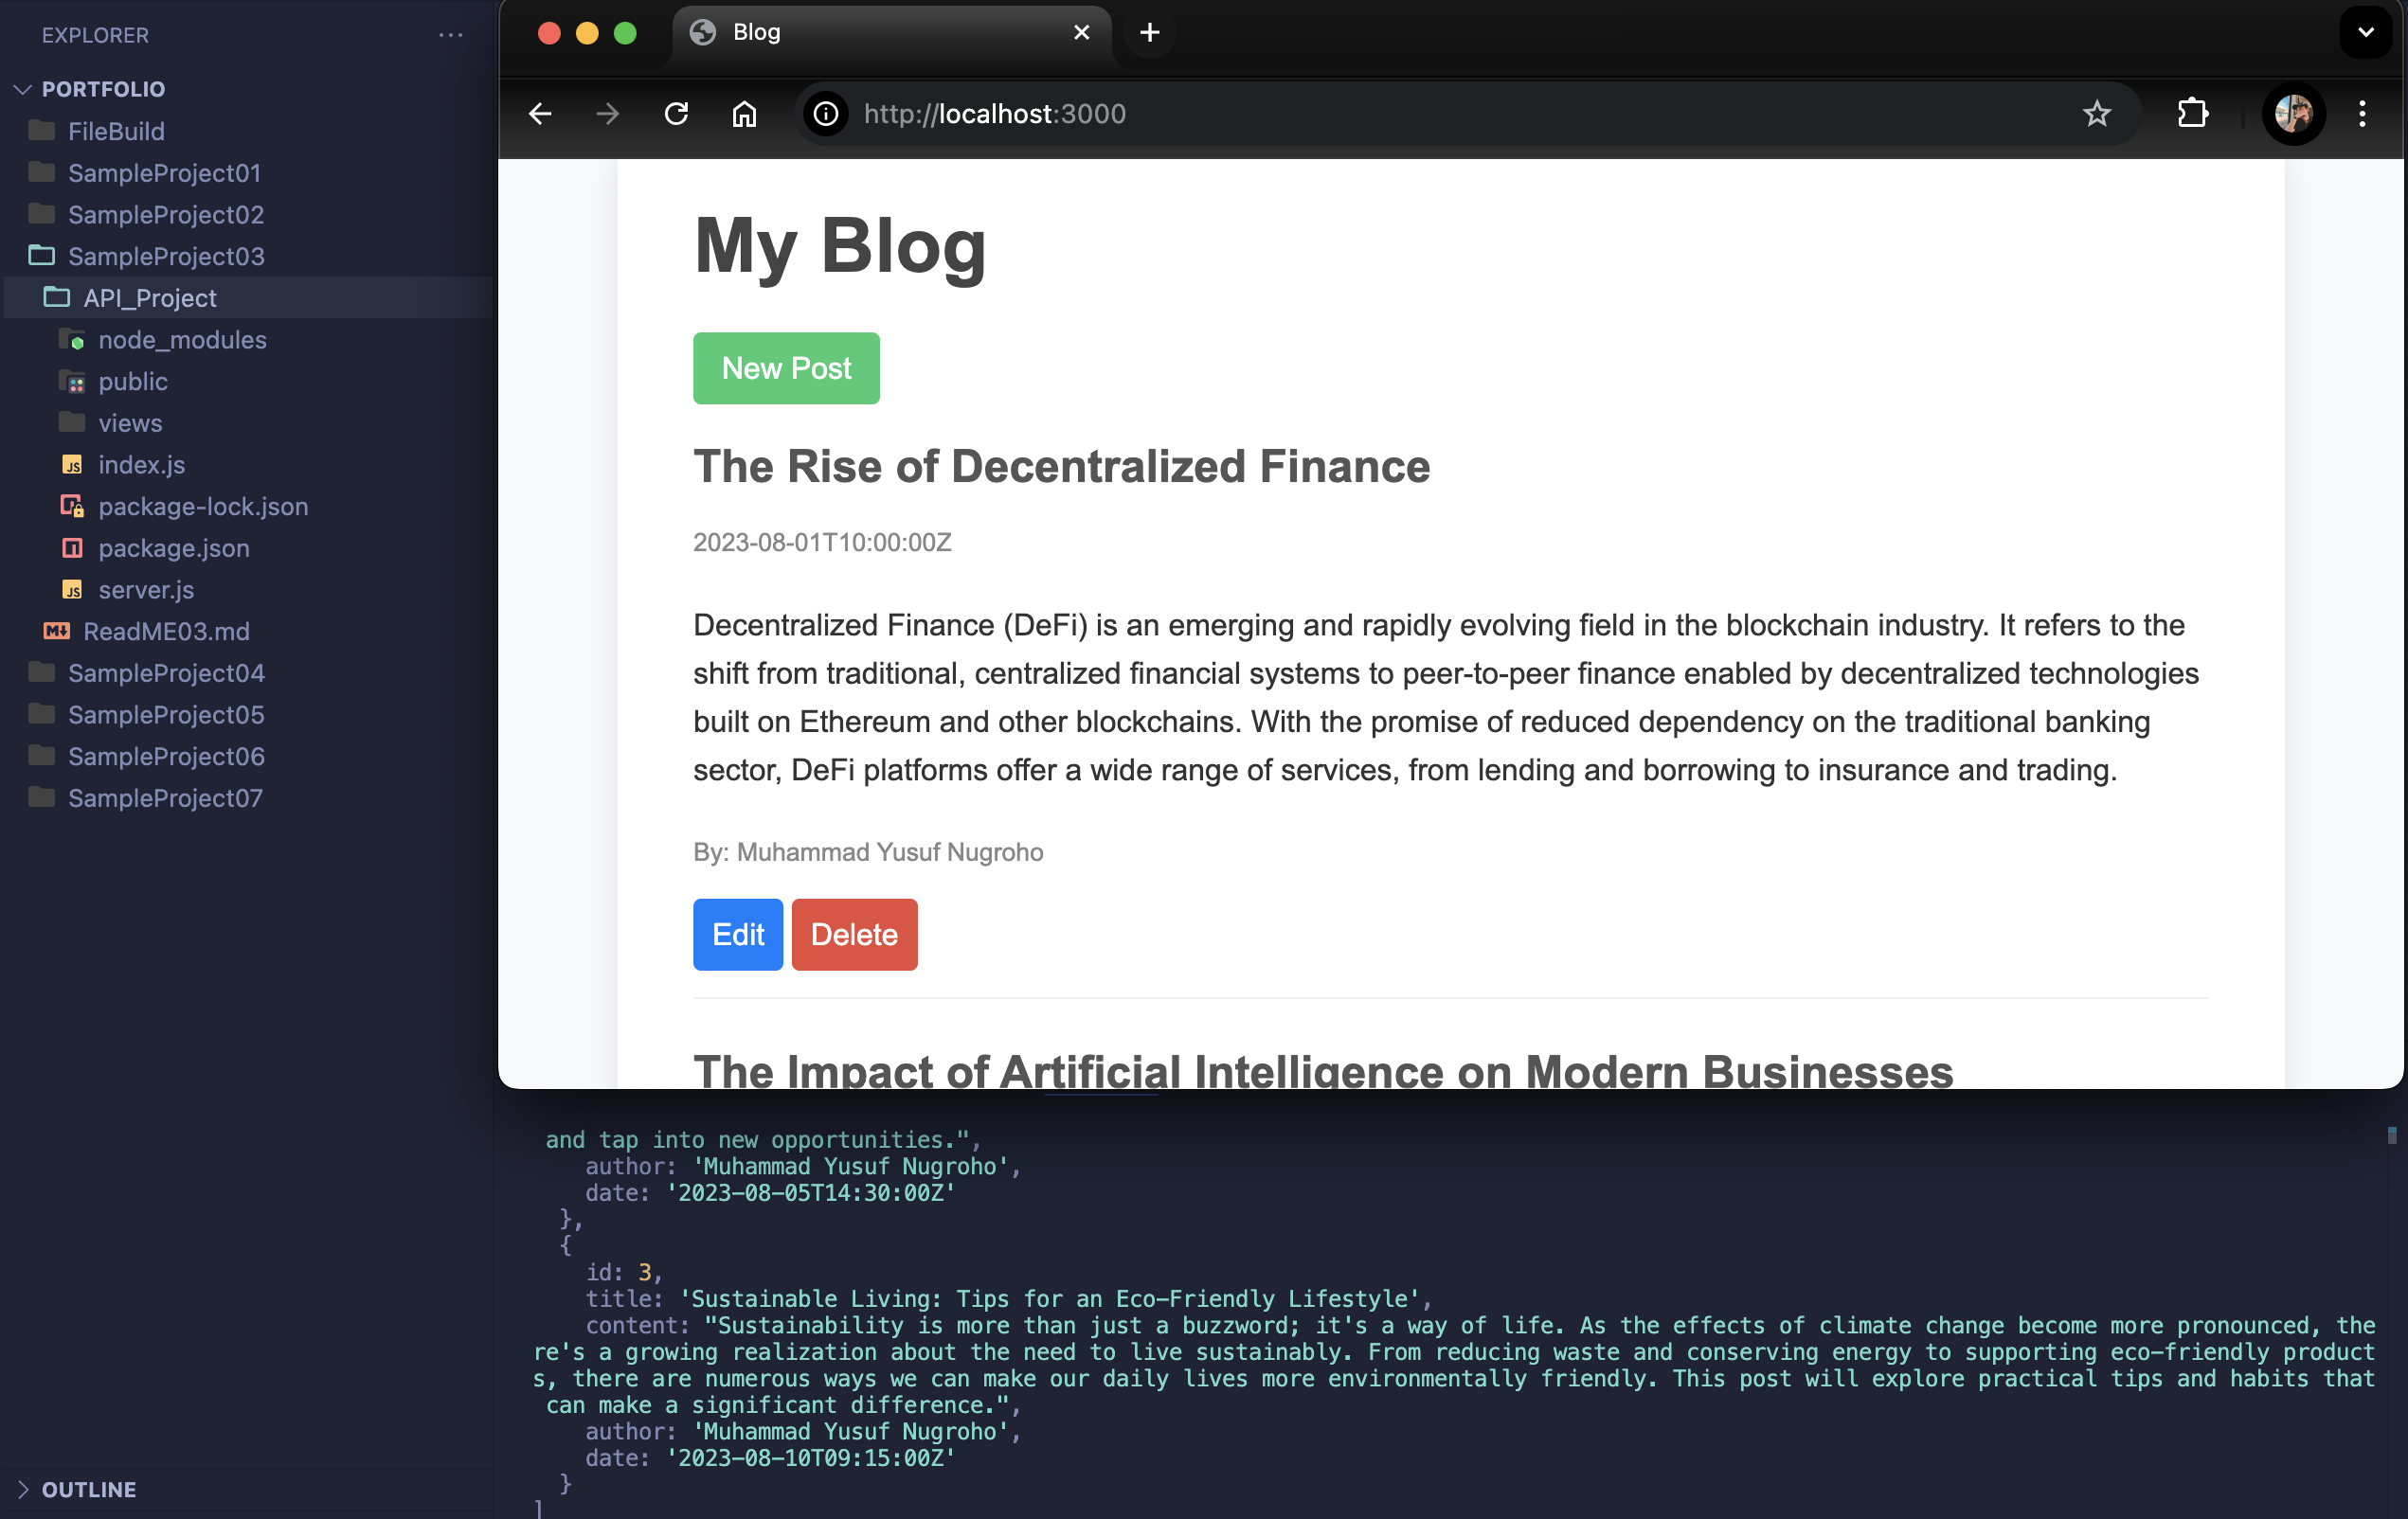 EXPLORER
PORTFOLIO
FileBuild
SampleProject01
SampleProject02
SampleProject03
API_Project
node_modules
public
views
index.js
package-lock.json
package.json
server.js
ReadME03.md
SampleProject04
SampleProject05
SampleProject06
SampleProject07
OUTLINE
Blog
http://localhost:3000
My Blog
New Post
The Rise of Decentralized Finance
2023-08-01T10:00:00Z
Decentralized Finance (DeFi) is an emerging and rapidly evolving field in the blockchain industry. It refers to the
shift from traditional, centralized financial systems to peer-to-peer finance enabled by decentralized technologies
built on Ethereum and other blockchains. With the promise of reduced dependency on the traditional banking
sector, DeFi platforms offer a wide range of services, from lending and borrowing to insurance and trading.
By: Muhammad Yusuf Nugroho
Edit Delete
The Impact of Artificial Intelligence on Modern Businesses
and tap into new opportunities.",
author: 'Muhammad Yusuf Nugroho',
date: '2023-08-05T14:30:00Z'
},
{
id: 3,
title: 'Sustainable Living: Tips for an Eco-Friendly Lifestyle',
content: "Sustainability is more than just a buzzword; it's a way of life. As the effects of climate change become more pronounced, the
re's a growing realization about the need to live sustainably. From reducing waste and conserving energy to supporting eco-friendly product
s, there are numerous ways we can make our daily lives more environmentally friendly. This post will explore practical tips and habits that
can make a significant difference.",
author: 'Muhammad Yusuf Nugroho',
date: '2023-08-10T09:15:00Z'
}
]